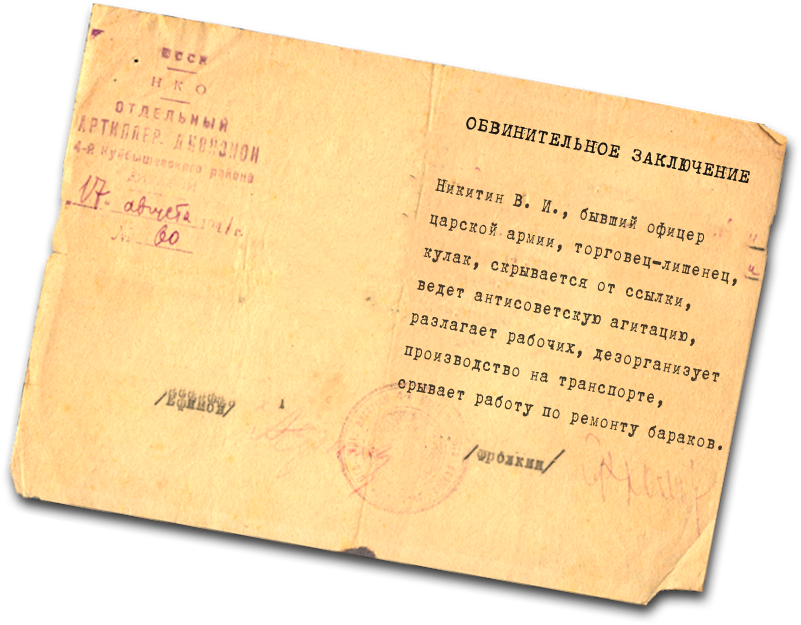 СССР
НКО
ОТДЕЛЬНЫЙ
АРТИЛЛЕР. ДИВИЗИОН
4-й Куйбышевского района
17 августа 1941 г.
№ 60
/Ефимов/
ОБВИНИТЕЛЬНОЕ ЗАКЛЮЧЕНИЕ
Никитин В. И., бывший офицер
царской армии, торговец-лишенец,
кулак, скрывается от ссылки,
ведет антисоветскую агитацию,
разлагает рабочих, дезорганизует
производство на транспорте,
срывает работу по ремонту бараков.
/Фролкин/